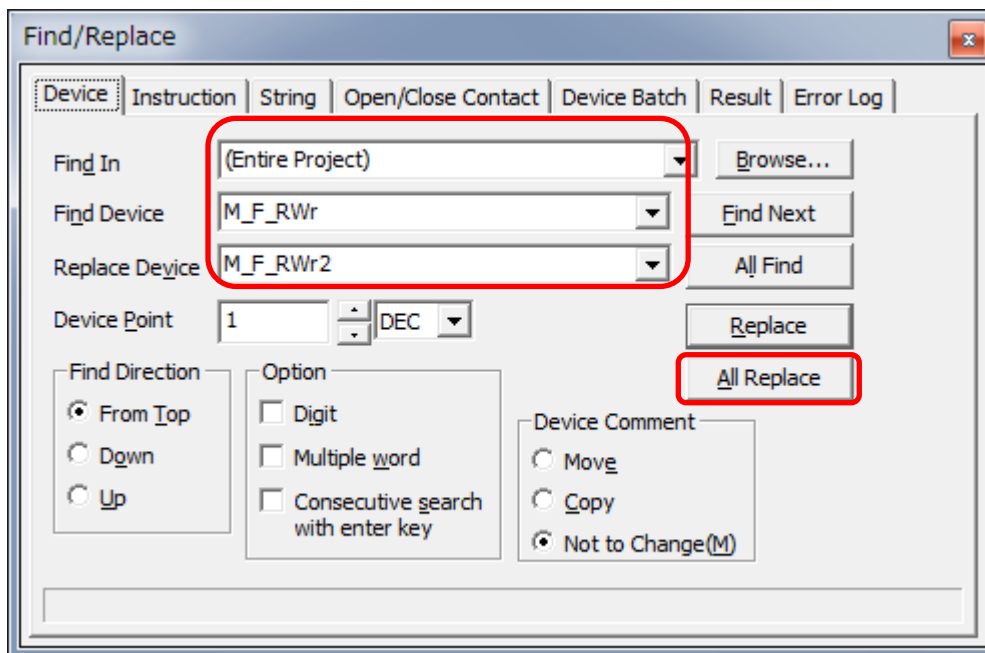 Find/Replace
Device Instruction String Open/Close Contact Device Batch Result Error Log
Find In (Entire Project) Browse...
Find Device M_F_RWr Find Next
Replace Device M_F_RWr2 All Find
Device Point 1 DEC Replace
All Replace
Find Direction
From Top
Down
Up
Option
Digit
Multiple word
Consecutive search
with enter key
Device Comment
Move
Copy
Not to Change(M)